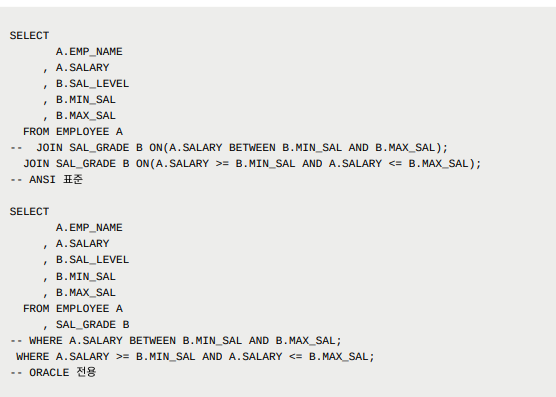 SELECT
       A.EMP_NAME
     , A.SALARY
     , B.SAL_LEVEL
     , B.MIN_SAL
     , B.MAX_SAL
  FROM EMPLOYEE A
--  JOIN SAL_GRADE B ON(A.SALARY BETWEEN B.MIN_SAL AND B.MAX_SAL);
  JOIN SAL_GRADE B ON(A.SALARY >= B.MIN_SAL AND A.SALARY <= B.MAX_SAL);
-- ANSI 표준
SELECT
       A.EMP_NAME
     , A.SALARY
     , B.SAL_LEVEL
     , B.MIN_SAL
     , B.MAX_SAL
  FROM EMPLOYEE A
     , SAL_GRADE B
-- WHERE A.SALARY BETWEEN B.MIN_SAL AND B.MAX_SAL;
 WHERE A.SALARY >= B.MIN_SAL AND A.SALARY <= B.MAX_SAL;
-- ORACLE 전용